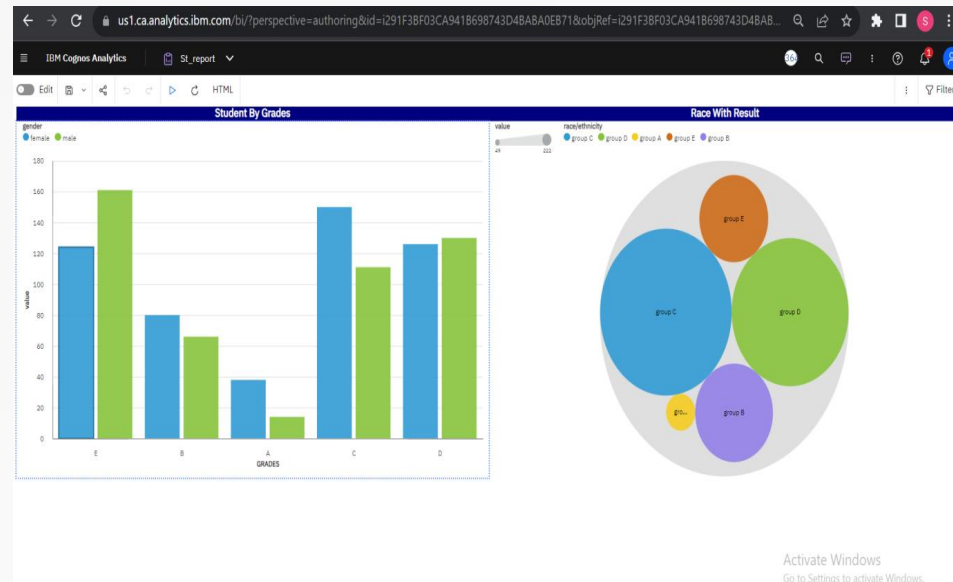 us1.ca.analytics.ibm.com/bi/?perspective=authoring&id=i291F3BF03CA941B698743D4BABA0EB71&objRef=i291F3BF03CA941B698743D4BAB...
S
IBM Cognos Analytics
St_report
1
Edit
HTML
Filter
Student By Grades
Race With Result
gender
female
male
value
race/ethnicity
group C
group D
group A
group E
group B
180
160
140
120
100
80
60
40
20
0
value
E
B
A
C
D
GRADES
group E
group C
group D
gro...
group B
Activate Windows
Go to Settings to activate Windows.